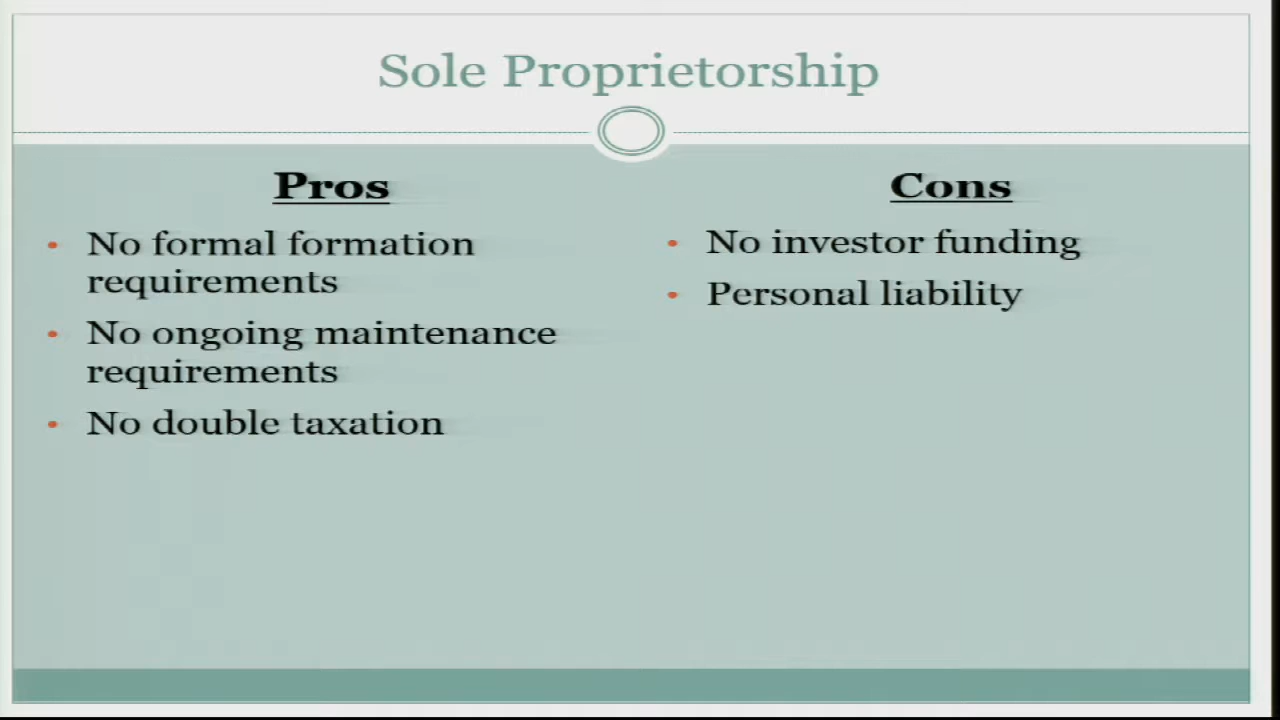 Sole Proprietorship
Pros
No formal formation
requirements
No ongoing maintenance
requirements
No double taxation
Cons
No investor funding
Personal liability